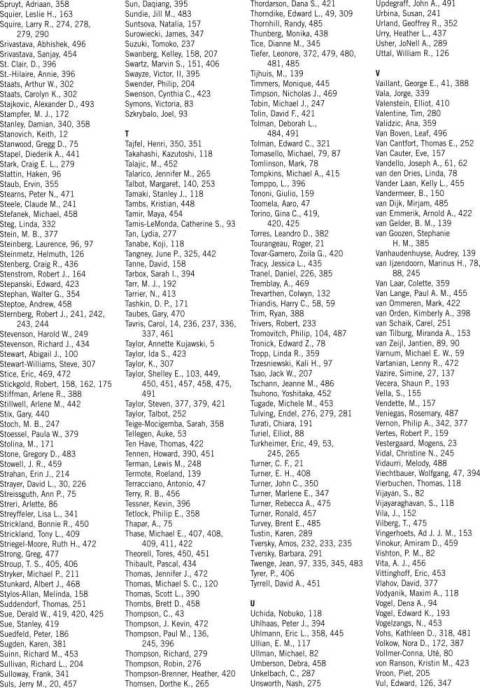 Spruyt, Adriaan, 358
Squier, Leslie H., 163
Squire, Larry R., 274, 278,
279, 290
Srivastava, Abhishek, 496
Srivastava, Sanjay, 454
St. Clair, D., 396
St.-Hilaire, Annie, 396
Staats, Arthur W., 302
Staats, Carolyn K., 302
Stajkovic, Alexander D., 493
Stampfer, M. J., 172
Stanley, Damian, 340, 358
Stanovich, Keith, 12
Stanwood, Gregg D., 75
Stapel, Diederik A., 441
Stark, Craig E. L., 279
Stattin, Haken, 96
Staub, Ervin, 355
Stearns, Peter N., 471
Steele, Claude M., 241
Stefanek, Michael, 458
Steg, Linda, 332
Stein, M. B., 377
Steinberg, Laurence, 96, 97
Steinmetz, Helmuth, 126
Stenberg, Craig R., 436
Stenstrom, Robert J., 164
Stepanski, Edward, 423
Stephan, Walter G., 354
Steptoe, Andrew, 458
Sternberg, Robert J., 241, 242,
243, 244
Stevenson, Harold W., 249
Stevenson, Richard J., 434
Stewart, Abigail J., 100
Stewart-Williams, Steve, 307
Stice, Eric, 469, 472
Stickgold, Robert, 158, 162, 175
Stiffman, Arlene R., 388
Stillwell, Arlene M., 442
Stix, Gary, 440
Stoch, M. B., 247
Stoessel, Paula W., 379
Stolina, M., 171
Stone, Gregory D., 483
Stowell, J. R., 459
Strahan, Erin J., 214
Strayer, David L., 30, 226
Streissguth, Ann P., 75
Streri, Arlette, 86
Streyffeler, Lisa L., 341
Strickland, Bonnie R., 450
Strickland, Tony L., 409
Striegel-Moore, Ruth H., 472
Strong, Greg, 477
Stroup, T. S., 405, 406
Stryker, Michael P., 211
Stunkard, Albert J., 468
Stylos-Allan, Melinda, 158
Suddendorf, Thomas, 251
Sue, Derald W., 419, 420, 425
Sue, Stanley, 419
Suedfeld, Peter, 186
Sugden, Karen, 381
Suinn, Richard M., 453
Sullivan, Richard L., 204
Sulloway, Frank, 341
Suls, Jerry M., 20, 457
Sun, Daqiang, 395
Sundie, Jill M., 483
Suntsova, Natalia, 157
Surowiecki, James, 347
Suzuki, Tomoko, 237
Swanberg, Kelley, 158, 207
Swartz, Marvin S., 151, 406
Swayze, Victor, II, 395
Swender, Philip, 204
Swenson, Cynthia C., 423
Symons, Victoria, 83
Szkrybalo, Joel, 93
T
Tajfel, Henri, 350, 351
Takahashi, Kazutoshi, 118
Talajic, M., 452
Talarico, Jennifer M., 265
Talbot, Margaret, 140, 253
Tamaki, Stanley J., 118
Tambs, Kristian, 448
Tamir, Maya, 454
Tamis-LeMonda, Catherine S., 93
Tan, Lydia, 277
Tanabe, Koji, 118
Tangney, June P., 325, 442
Tanne, David, 158
Tarbox, Sarah I., 394
Tarr, M. J., 192
Tarrier, N., 413
Tashkin, D. P., 171
Taubes, Gary, 470
Tavris, Carol, 14, 236, 237, 336,
337, 461
Taylor, Annette Kujawski, 5
Taylor, Ida S., 423
Taylor, K., 307
Taylor, Shelley E., 103, 449,
450, 451, 457, 458, 475,
491
Taylor, Steven, 377, 379, 421
Taylor, Talbot, 252
Teige-Mocigemba, Sarah, 358
Tellegen, Auke, 53
Ten Have, Thomas, 422
Tennen, Howard, 390, 451
Terman, Lewis M., 248
Termote, Roeland, 139
Terracciano, Antonio, 47
Terry, R. B., 456
Tessner, Kevin, 396
Tetlock, Philip E., 358
Thapar, A., 75
Thase, Michael E., 407, 408,
409, 411, 422
Theorell, Tores, 450, 451
Thibault, Pascal, 434
Thomas, Jennifer J., 472
Thomas, Michael S. C., 120
Thomas, Scott L., 390
Thombs, Brett D., 458
Thompson, C., 43
Thompson, J. Kevin, 472
Thompson, Paul M., 136,
245, 396
Thompson, Richard, 279
Thompson, Robin, 276
Thompson-Brenner, Heather, 420
Thomsen, Dorthe K., 265
Thordarson, Dana S., 421
Thorndike, Edward L., 49, 309
Thornhill, Randy, 485
Thunberg, Monika, 438
Tice, Dianne M., 345
Tiefer, Leonore, 372, 479, 480,
481, 485
Tijhuis, M., 139
Timmers, Monique, 445
Timpson, Nicholas J., 469
Tobin, Michael J., 247
Tolin, David F., 421
Tolman, Deborah L.,
484, 491
Tolman, Edward C., 321
Tomasello, Michael, 79, 87
Tomlinson, Mark, 78
Tompkins, Michael A., 415
Tomppo, L., 396
Tononi, Giulio, 159
Toomela, Aaro, 47
Torino, Gina C., 419,
420, 425
Torres, Leandro D., 382
Tourangeau, Roger, 21
Tovar-Gamero, Zoila G., 420
Tracy, Jessica L., 435
Tranel, Daniel, 226, 385
Tremblay, A., 469
Trevarthen, Colwyn, 132
Triandis, Harry C., 58, 59
Trim, Ryan, 388
Trivers, Robert, 233
Tromovitch, Philip, 104, 487
Tronick, Edward Z., 78
Tropp, Linda R., 359
Trzesniewski, Kali H., 97
Tsao, Jack W., 207
Tschann, Jeanne M., 486
Tsuhono, Yoshitaka, 452
Tugade, Michele M., 453
Tulving, Endel, 276, 279, 281
Turati, Chiara, 191
Turiel, Elliot, 88
Turkheimer, Eric, 49, 53,
245, 265
Turner, C. F., 21
Turner, E. H., 408
Turner, John C., 350
Turner, Marlene E., 347
Turner, Rebecca A., 475
Turner, Ronald, 457
Turvey, Brent E., 485
Tustin, Karen, 289
Tversky, Amos, 232, 233, 235
Tversky, Barbara, 291
Twenge, Jean, 97, 335, 345, 483
Tyrer, P., 406
Tyrrell, David A., 451
U
Uchida, Nobuko, 118
Uhlhaas, Peter J., 394
Uhlmann, Eric L., 358, 445
Ullian, E. M., 117
Ullman, Michael, 82
Umberson, Debra, 458
Unkelbach, C., 287
Unsworth, Nash, 275
Updegraff, John A., 491
Urbina, Susan, 241
Urland, Geoffrey R., 352
Urry, Heather L., 437
Usher, JoNell A., 289
Uttal, William R., 126
V
Vaillant, George E., 41, 388
Vala, Jorge, 339
Valenstein, Elliot, 410
Valentine, Tim, 280
Validzic, Ana, 359
Van Boven, Leaf, 496
Van Cantfort, Thomas E., 252
Van Cauter, Eve, 157
Vandello, Joseph A., 61, 62
van den Dries, Linda, 78
Vander Laan, Kelly L., 455
Vandermeer, B., 150
van Dijk, Mirjam, 485
van Emmerik, Arnold A., 422
van Gelder, B. M., 139
van Goozen, Stephanie
H. M., 385
Vanhaudenhuyse, Audrey, 139
van Ijzendoorn, Marinus H., 78,
88, 245
Van Laar, Colette, 359
Van Lange, Paul A. M., 455
van Ommeren, Mark, 422
van Orden, Kimberly A., 398
van Schaik, Carel, 251
van Tilburg, Miranda A., 153
van Zeijl, Jantien, 89, 90
Varnum, Michael E. W., 59
Vartanian, Lenny R., 472
Vazire, Simine, 27, 137
Vecera, Shaun P., 193
Vella, S., 155
Vendette, M., 157
Veniegas, Rosemary, 487
Vernon, Philip A., 342, 377
Vertes, Robert P., 159
Vestergaard, Mogens, 23
Vidal, Christine N., 245
Vidaurri, Melody, 488
Viechtbauer, Wolfgang, 47, 394
Vierbuchen, Thomas, 118
Vijayan, S., 82
Vijayaraghavan, S., 118
Vila, J., 152
Vilberg, T., 475
Vingerhoets, Ad J. J. M., 153
Vinokur, Amiram D., 459
Vishton, P. M., 82
Vita, A. J., 456
Vittinghoff, Eric, 453
Vlahov, David, 377
Vodyanik, Maxim A., 118
Vogel, Dena A., 94
Vogel, Edward K., 193
Vogelzangs, N., 453
Vohs, Kathleen D., 318, 481
Volkow, Nora D., 172, 387
Vollmer-Conna, Uté, 80
von Ranson, Kristin M., 423
Vroon, Piet, 205
Vul, Edward, 126, 347